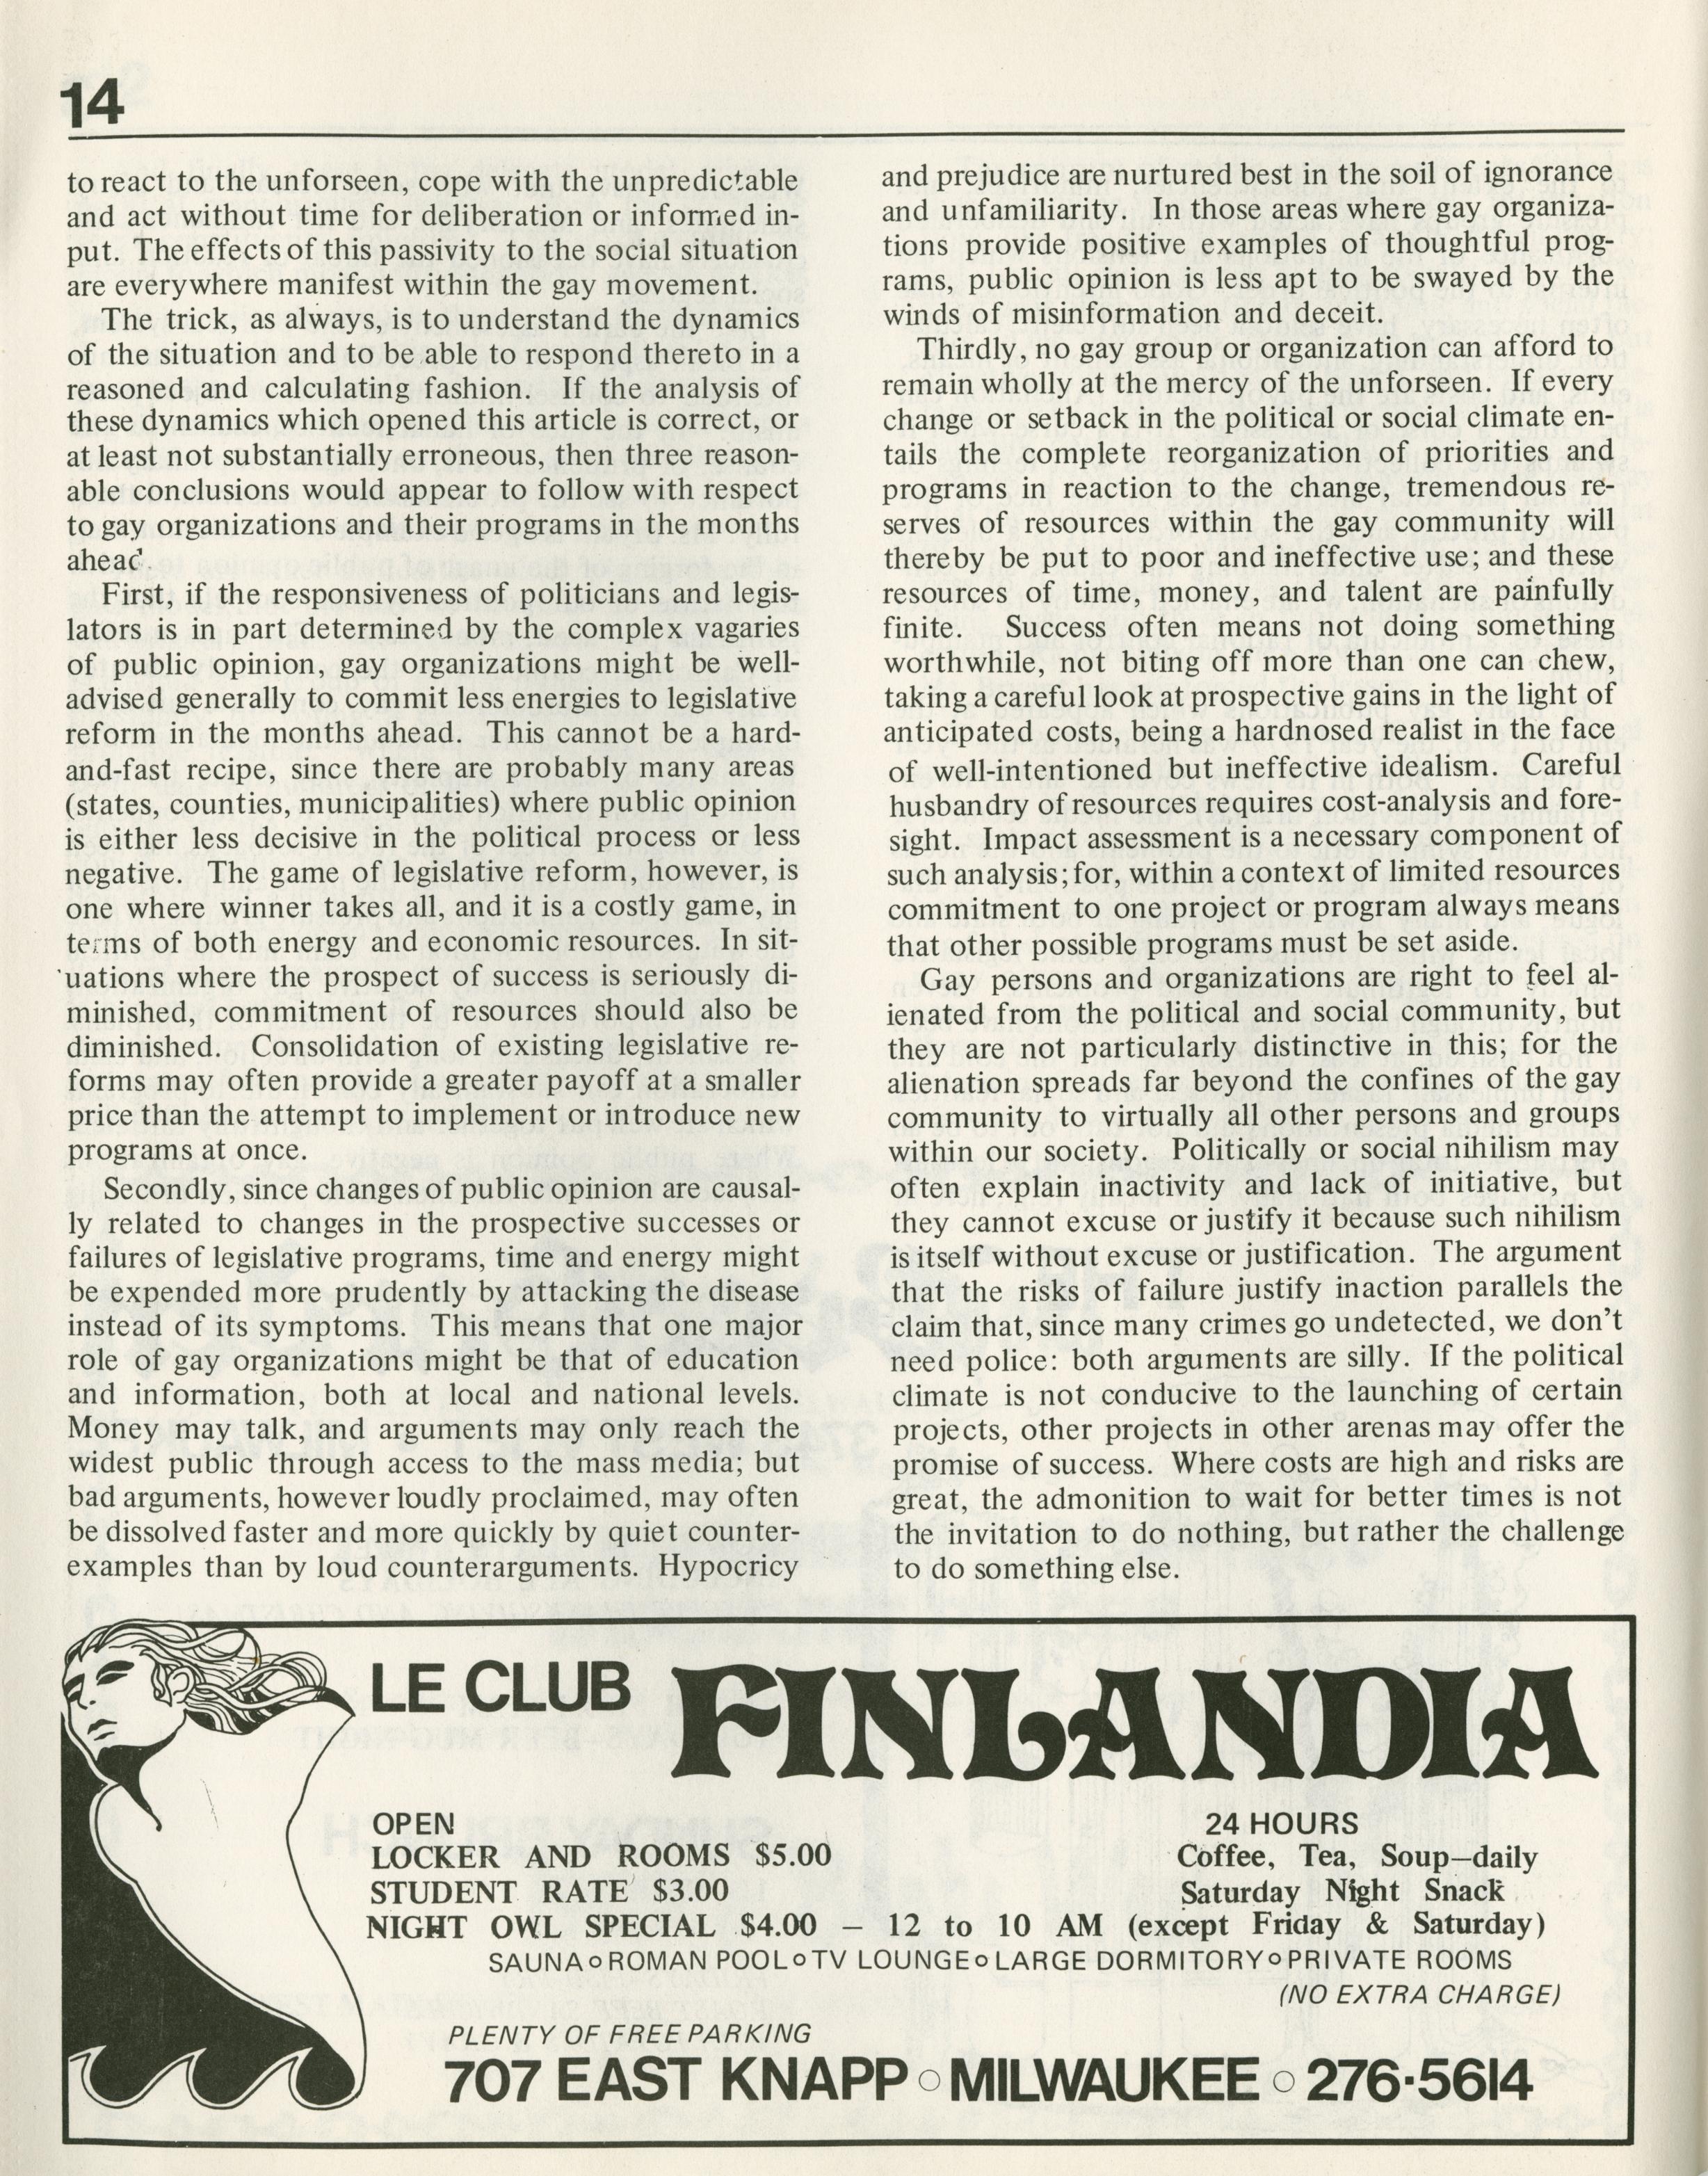 14
to react to the unforseen, cope with the unpredictable
and act without time for deliberation or informed in-
put. The effects of this passivity to the social situation
are everywhere manifest within the gay movement.
The trick, as always, is to understand the dynamics
of the situation and to be able to respond thereto in a
reasoned and calculating fashion. If the analysis of
these dynamics which opened this article is correct, or
at least not substantially erroneous, then three reason-
able conclusions would appear to follow with respect
to gay organizations and their programs in the months
ahead.
First, if the responsiveness of politicians and legis-
lators is in part determined by the complex vagaries
of public opinion, gay organizations might be well-
advised generally to commit less energies to legislative
reform in the months ahead. This cannot be a hard-
and-fast recipe, since there are probably many areas
(states, counties, municipalities) where public opinion
is either less decisive in the political process or less
negative. The game of legislative reform, however, is
one where winner takes all, and it is a costly game, in
terms of both energy and economic resources. In sit-
uations where the prospect of success is seriously di-
minished, commitment of resources should also be
diminished. Consolidation of existing legislative re-
forms may often provide a greater payoff at a smaller
price than the attempt to implement or introduce new
programs at once.
Secondly, since changes of public opinion are causal-
ly related to changes in the prospective successes or
failures of legislative programs, time and energy might
be expended more prudently by attacking the disease
instead of its symptoms. This means that one major
role of gay organizations might be that of education
and information, both at local and national levels.
Money may talk, and arguments may only reach the
widest public through access to the mass media; but
bad arguments, however loudly proclaimed, may often
be dissolved faster and more quickly by quiet counter-
examples than by loud counterarguments. Hypocricy
and prejudice are nurtured best in the soil of ignorance
and unfamiliarity. In those areas where gay organiza-
tions provide positive examples of thoughtful prog-
rams, public opinion is less apt to be swayed by the
winds of misinformation and deceit.
Thirdly, no gay group or organization can afford to
remain wholly at the mercy of the unforseen. If every
change or setback in the political or social climate en-
tails the complete reorganization of priorities and
programs in reaction to the change, tremendous re-
serves of resources within the gay community will
thereby be put to poor and ineffective use; and these
resources of time, money, and talent are painfully
finite. Success often means not doing something
worthwhile, not biting off more than one can chew,
taking a careful look at prospective gains in the light of
anticipated costs, being a hardnosed realist in the face
of well-intentioned but ineffective idealism. Careful
husbandry of resources requires cost-analysis and fore-
sight. Impact assessment is a necessary component of
such analysis; for, within a context of limited resources
commitment to one project or program always means
that other possible programs must be set aside.
Gay persons and organizations are right to feel al-
ienated from the political and social community, but
they are not particularly distinctive in this; for the
alienation spreads far beyond the confines of the gay
community to virtually all other persons and groups
within our society. Politically or social nihilism may
often explain inactivity and lack of initiative, but
they cannot excuse or justify it because such nihilism
is itself without excuse or justification. The argument
that the risks of failure justify inaction parallels the
claim that, since many crimes go undetected, we don't
need police: both arguments are silly. If the political
climate is not conducive to the launching of certain
projects, other projects in other arenas may offer the
promise of success. Where costs are high and risks are
great, the admonition to wait for better times is not
the invitation to do nothing, but rather the challenge
to do something else.
LE CLUB FINLANDIA
OPEN 24 HOURS
LOCKER AND ROOMS $5.00 Coffee, Tea, Soup—daily
STUDENT RATE $3.00 Saturday Night Snack
NIGHT OWL SPECIAL $4.00 – 12 to 10 AM (except Friday & Saturday)
SAUNA o ROMAN POOL o TV LOUNGE o LARGE DORMITORY o PRIVATE ROOMS
(NO EXTRA CHARGE)
PLENTY OF FREE PARKING
707 EAST KNAPP o MILWAUKEE o 276·5614